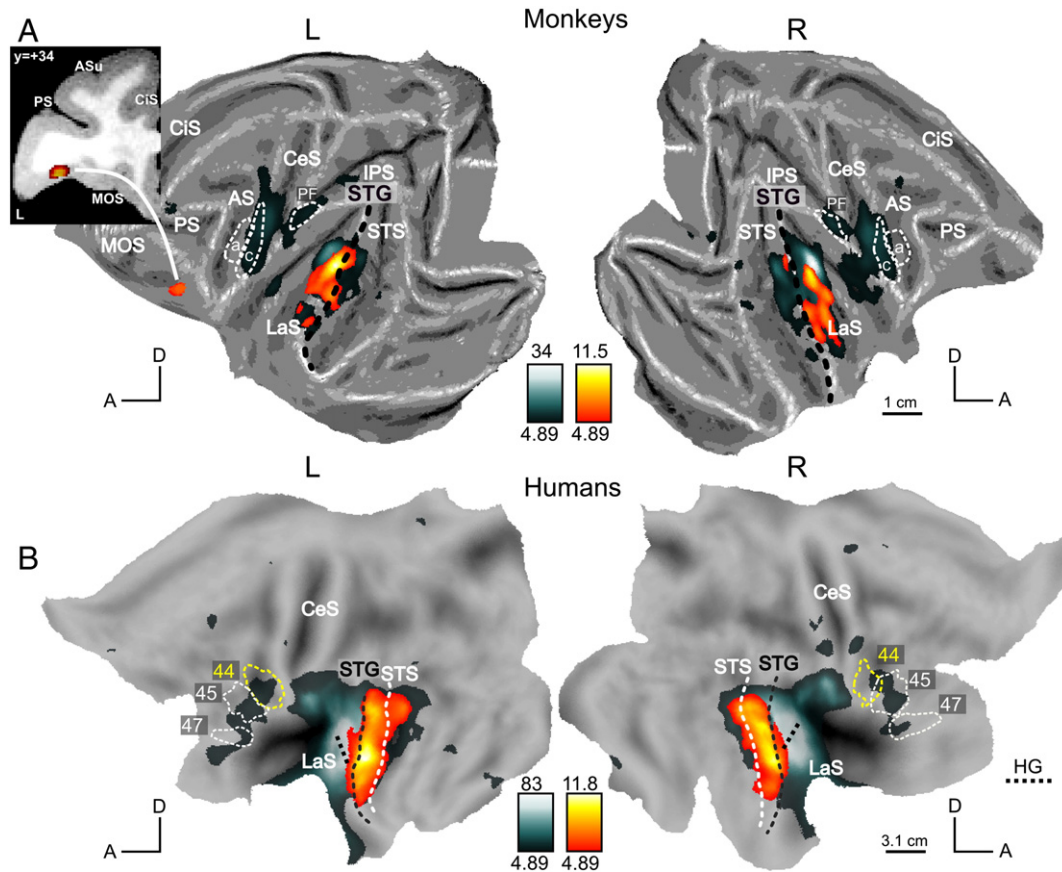 Monkeys
A
L
R
y=+34
ASu
PS
CiS
MOS
L
CiS
CeS
IPS
STG
PF
AS
STS
PS
MOS
a
c
LaS
CiS
CeS
IPS
STG
PF
AS
STS
PS
a
c
LaS
34 11.5
4.89 4.89
D
A
D
A
1 cm
L
Humans
R
B
CeS
STG
STS
44
45
47
LaS
CeS
STG
STS
44
45
47
LaS
HG
83 11.8
4.89 4.89
D
A
D
A
3.1 cm